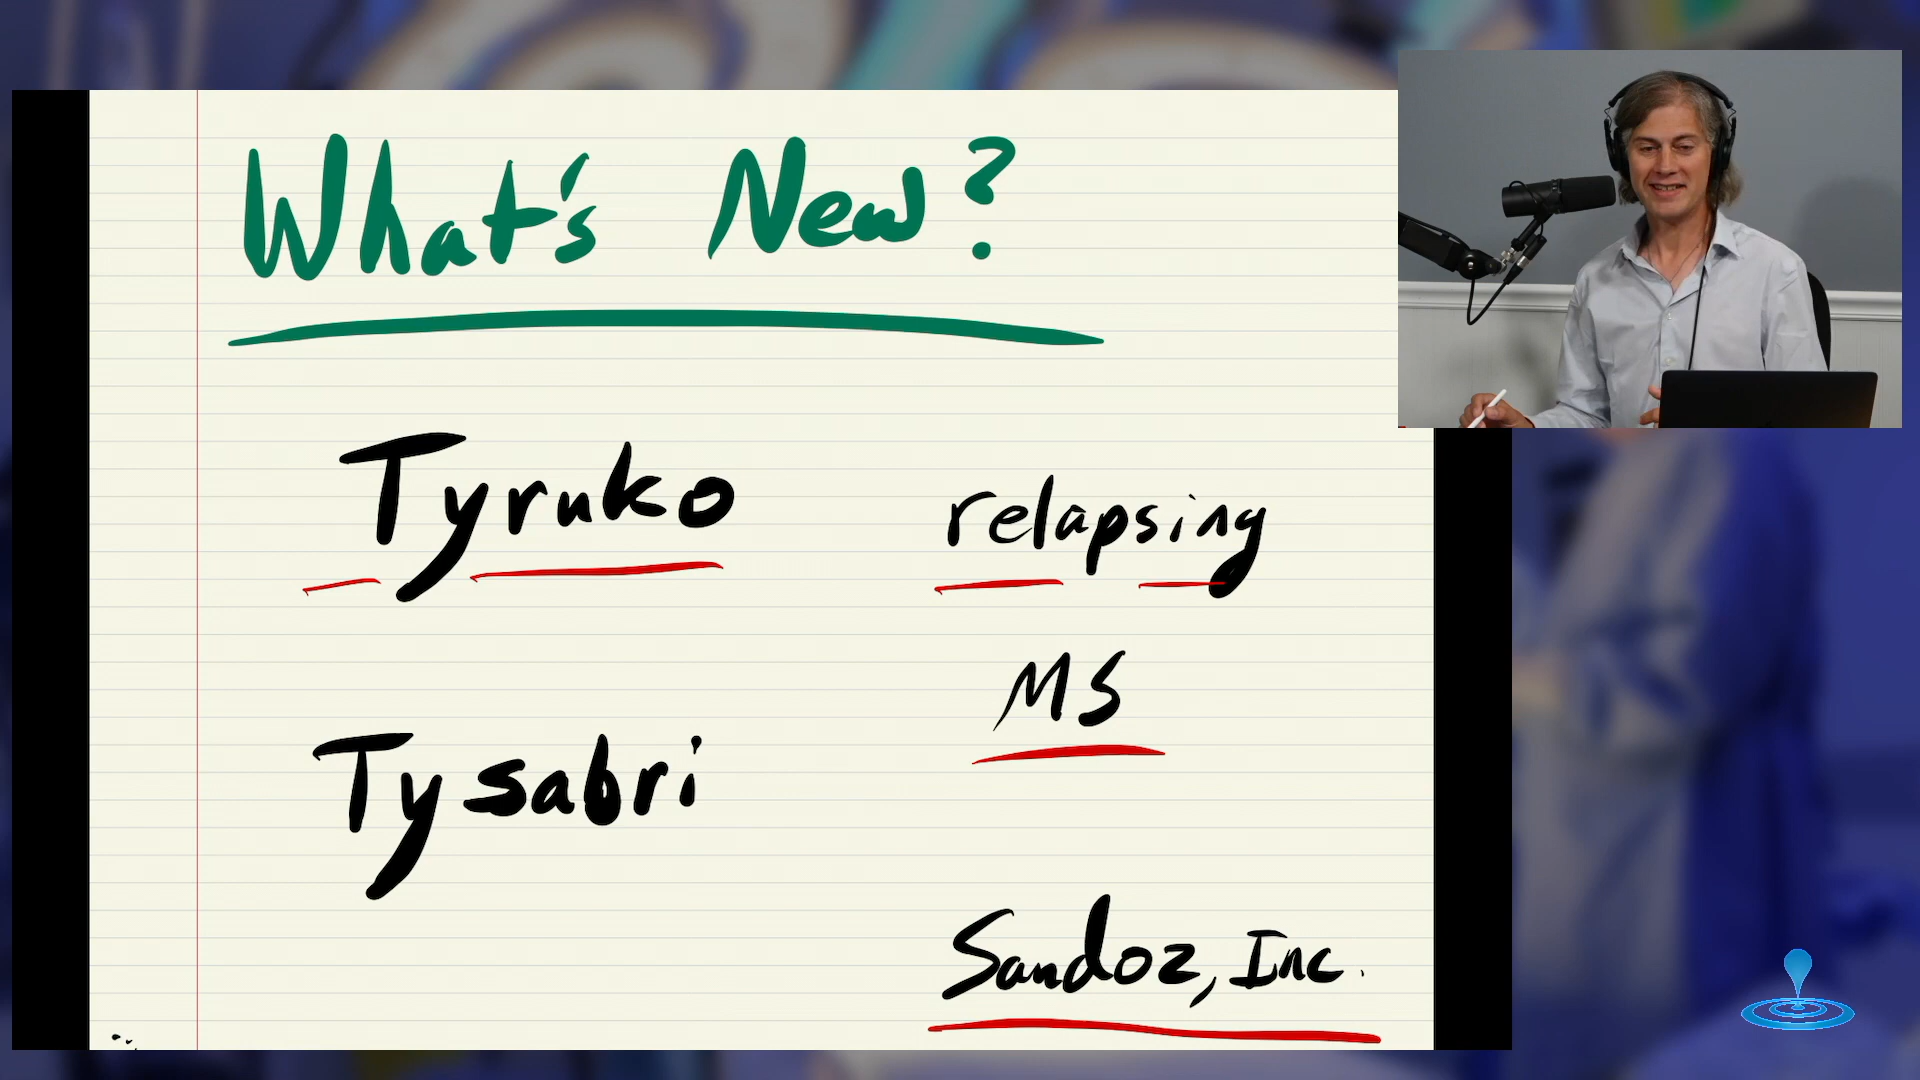 What's New?
Tyruko
relapsing
MS
Tysabri
Sandoz, Inc.